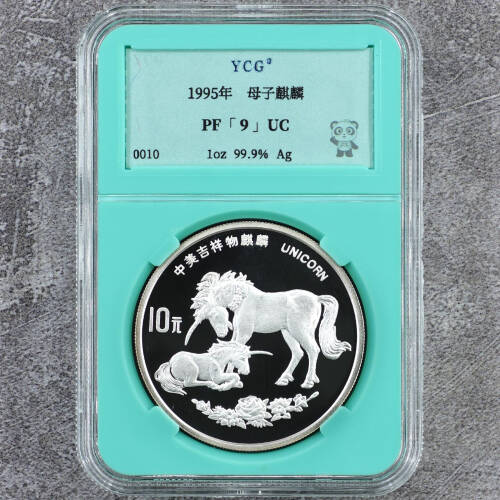 YCG
1995年 母子麒麟
PF「9」UC
0010 1oz 99.9% Ag
中美吉祥物麒麟 UNICORN
10元